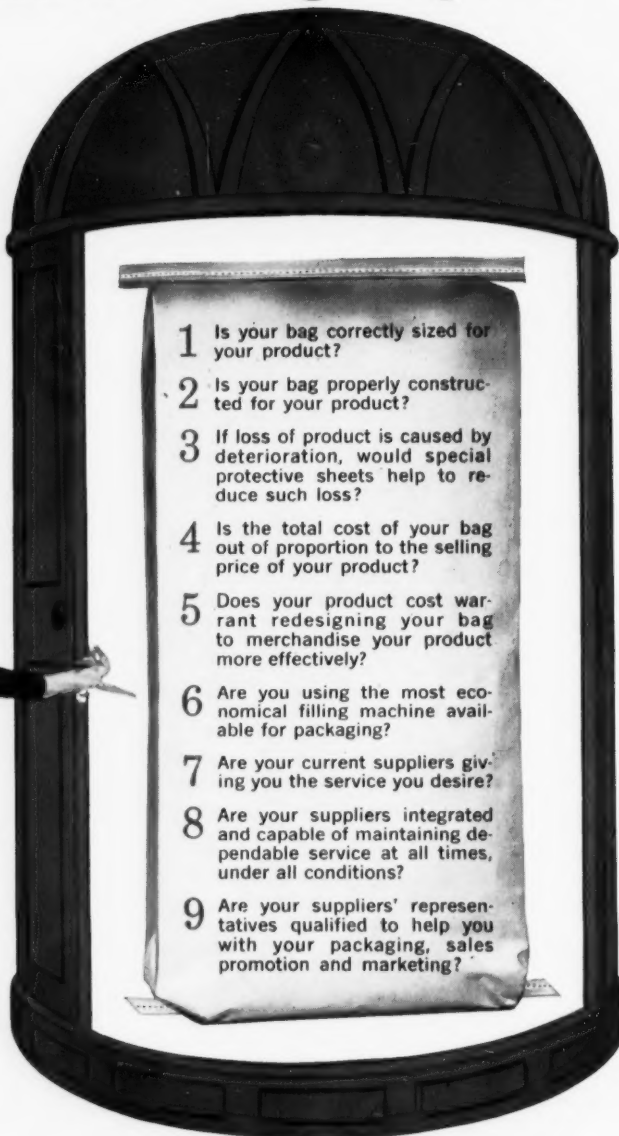 1 Is your bag correctly sized for
your product?
2 Is your bag properly construc-
ted for your product?
3 If loss of product is caused by
deterioration, would special
protective sheets help to re-
duce such loss?
4 Is the total cost of your bag
out of proportion to the selling
price of your product?
5 Does your product cost war-
rant redesigning your bag
to merchandise your product
more effectively?
6 Are you using the most eco-
nomical filling machine avail-
able for packaging?
7 Are your current suppliers giv-
ing you the service you desire?
8 Are your suppliers integrated
and capable of maintaining de-
pendable service at all times,
under all conditions?
9 Are your suppliers' represen-
tatives qualified to help you
with your packaging, sales
promotion and marketing?